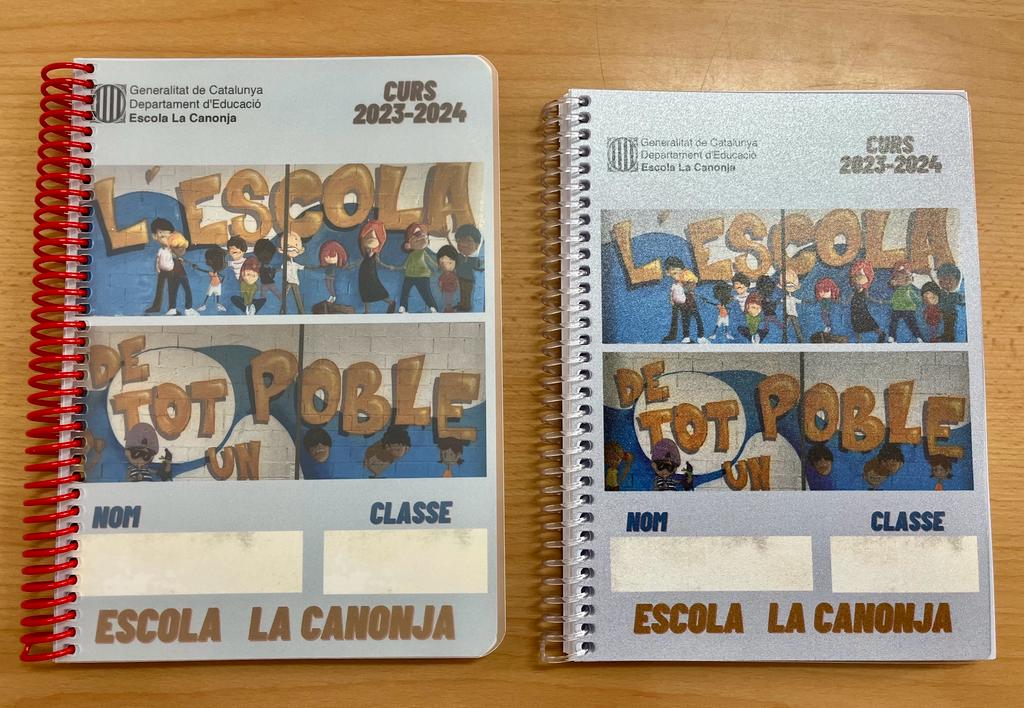 Generalitat de Catalunya
Departament d'Educació
Escola La Canonja
CURS
2023-2024
L'ESCOLA
DE
TOT POBLE
UN
NOM
CLASSE
ESCOLA LA CANONJA
Generalitat de Catalunya
Departament d'Educació
Escola La Canonja
CURS
2023-2024
L'ESCOLA
DE
TOT POBLE
UN
NOM
CLASSE
ESCOLA LA CANONJA